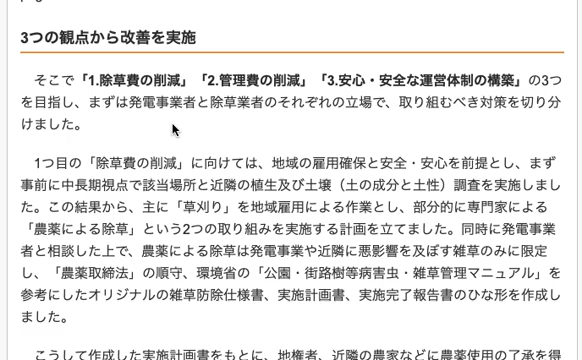 3つの観点から改善を実施
そこで「1.除草費の削減」「2.管理費の削減」「3.安心・安全な運営体制の構築」の3つ
を目指し、まずは発電事業者と除草業者のそれぞれの立場で、取り組むべき対策を切り分
けました。
1つ目の「除草費の削減」に向けては、地域の雇用確保と安全・安心を前提とし、まず
事前に中長期視点で該当場所と近隣の植生及び土壌（土の成分と土性）調査を実施しまし
た。この結果から、主に「草刈り」を地域雇用による作業とし、部分的に専門家による
「農薬による除草」という2つの取り組みを実施する計画を立てました。同時に発電事業
者と相談した上で、農薬による除草は発電事業や近隣に悪影響を及ぼす雑草のみに限定
し、「農薬取締法」の順守、環境省の「公園・街路樹等病害虫・雑草管理マニュアル」を
参考にしたオリジナルの雑草防除仕様書、実施計画書、実施完了報告書のひな形を作成し
ました。
こうして作成した実施計画書をもとに、地権者、近隣の農家などに農薬使用の了承を得